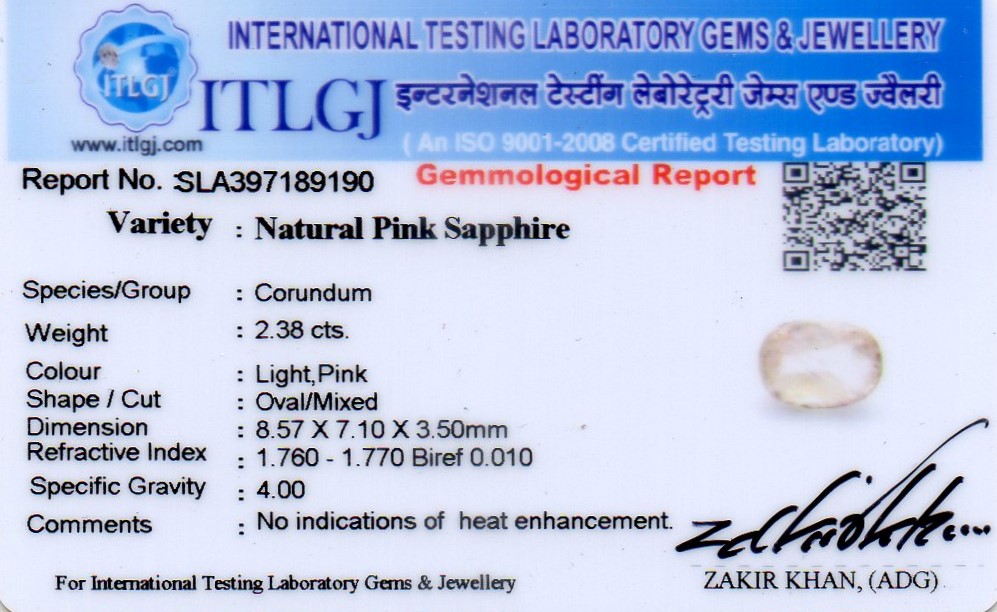 INTERNATIONAL TESTING LABORATORY GEMS & JEWELLERY
ITLGJ
ITLGJ इन्टरनेशनल टेस्टींग लेबोरेट्ररी जेम्स एण्ड ज्वैलरी
www.itlgj.com
( An ISO 9001-2008 Certified Testing Laboratory)
Report No. :SLA397189190
Gemmological Report
Variety : Natural Pink Sapphire
Species/Group : Corundum
Weight : 2.38 cts.
Colour : Light,Pink
Shape / Cut : Oval/Mixed
Dimension : 8.57 X 7.10 X 3.50mm
Refractive Index : 1.760 - 1.770 Biref 0.010
Specific Gravity : 4.00
Comments : No indications of heat enhancement.
For International Testing Laboratory Gems & Jewellery
ZAKIR KHAN, (ADG)